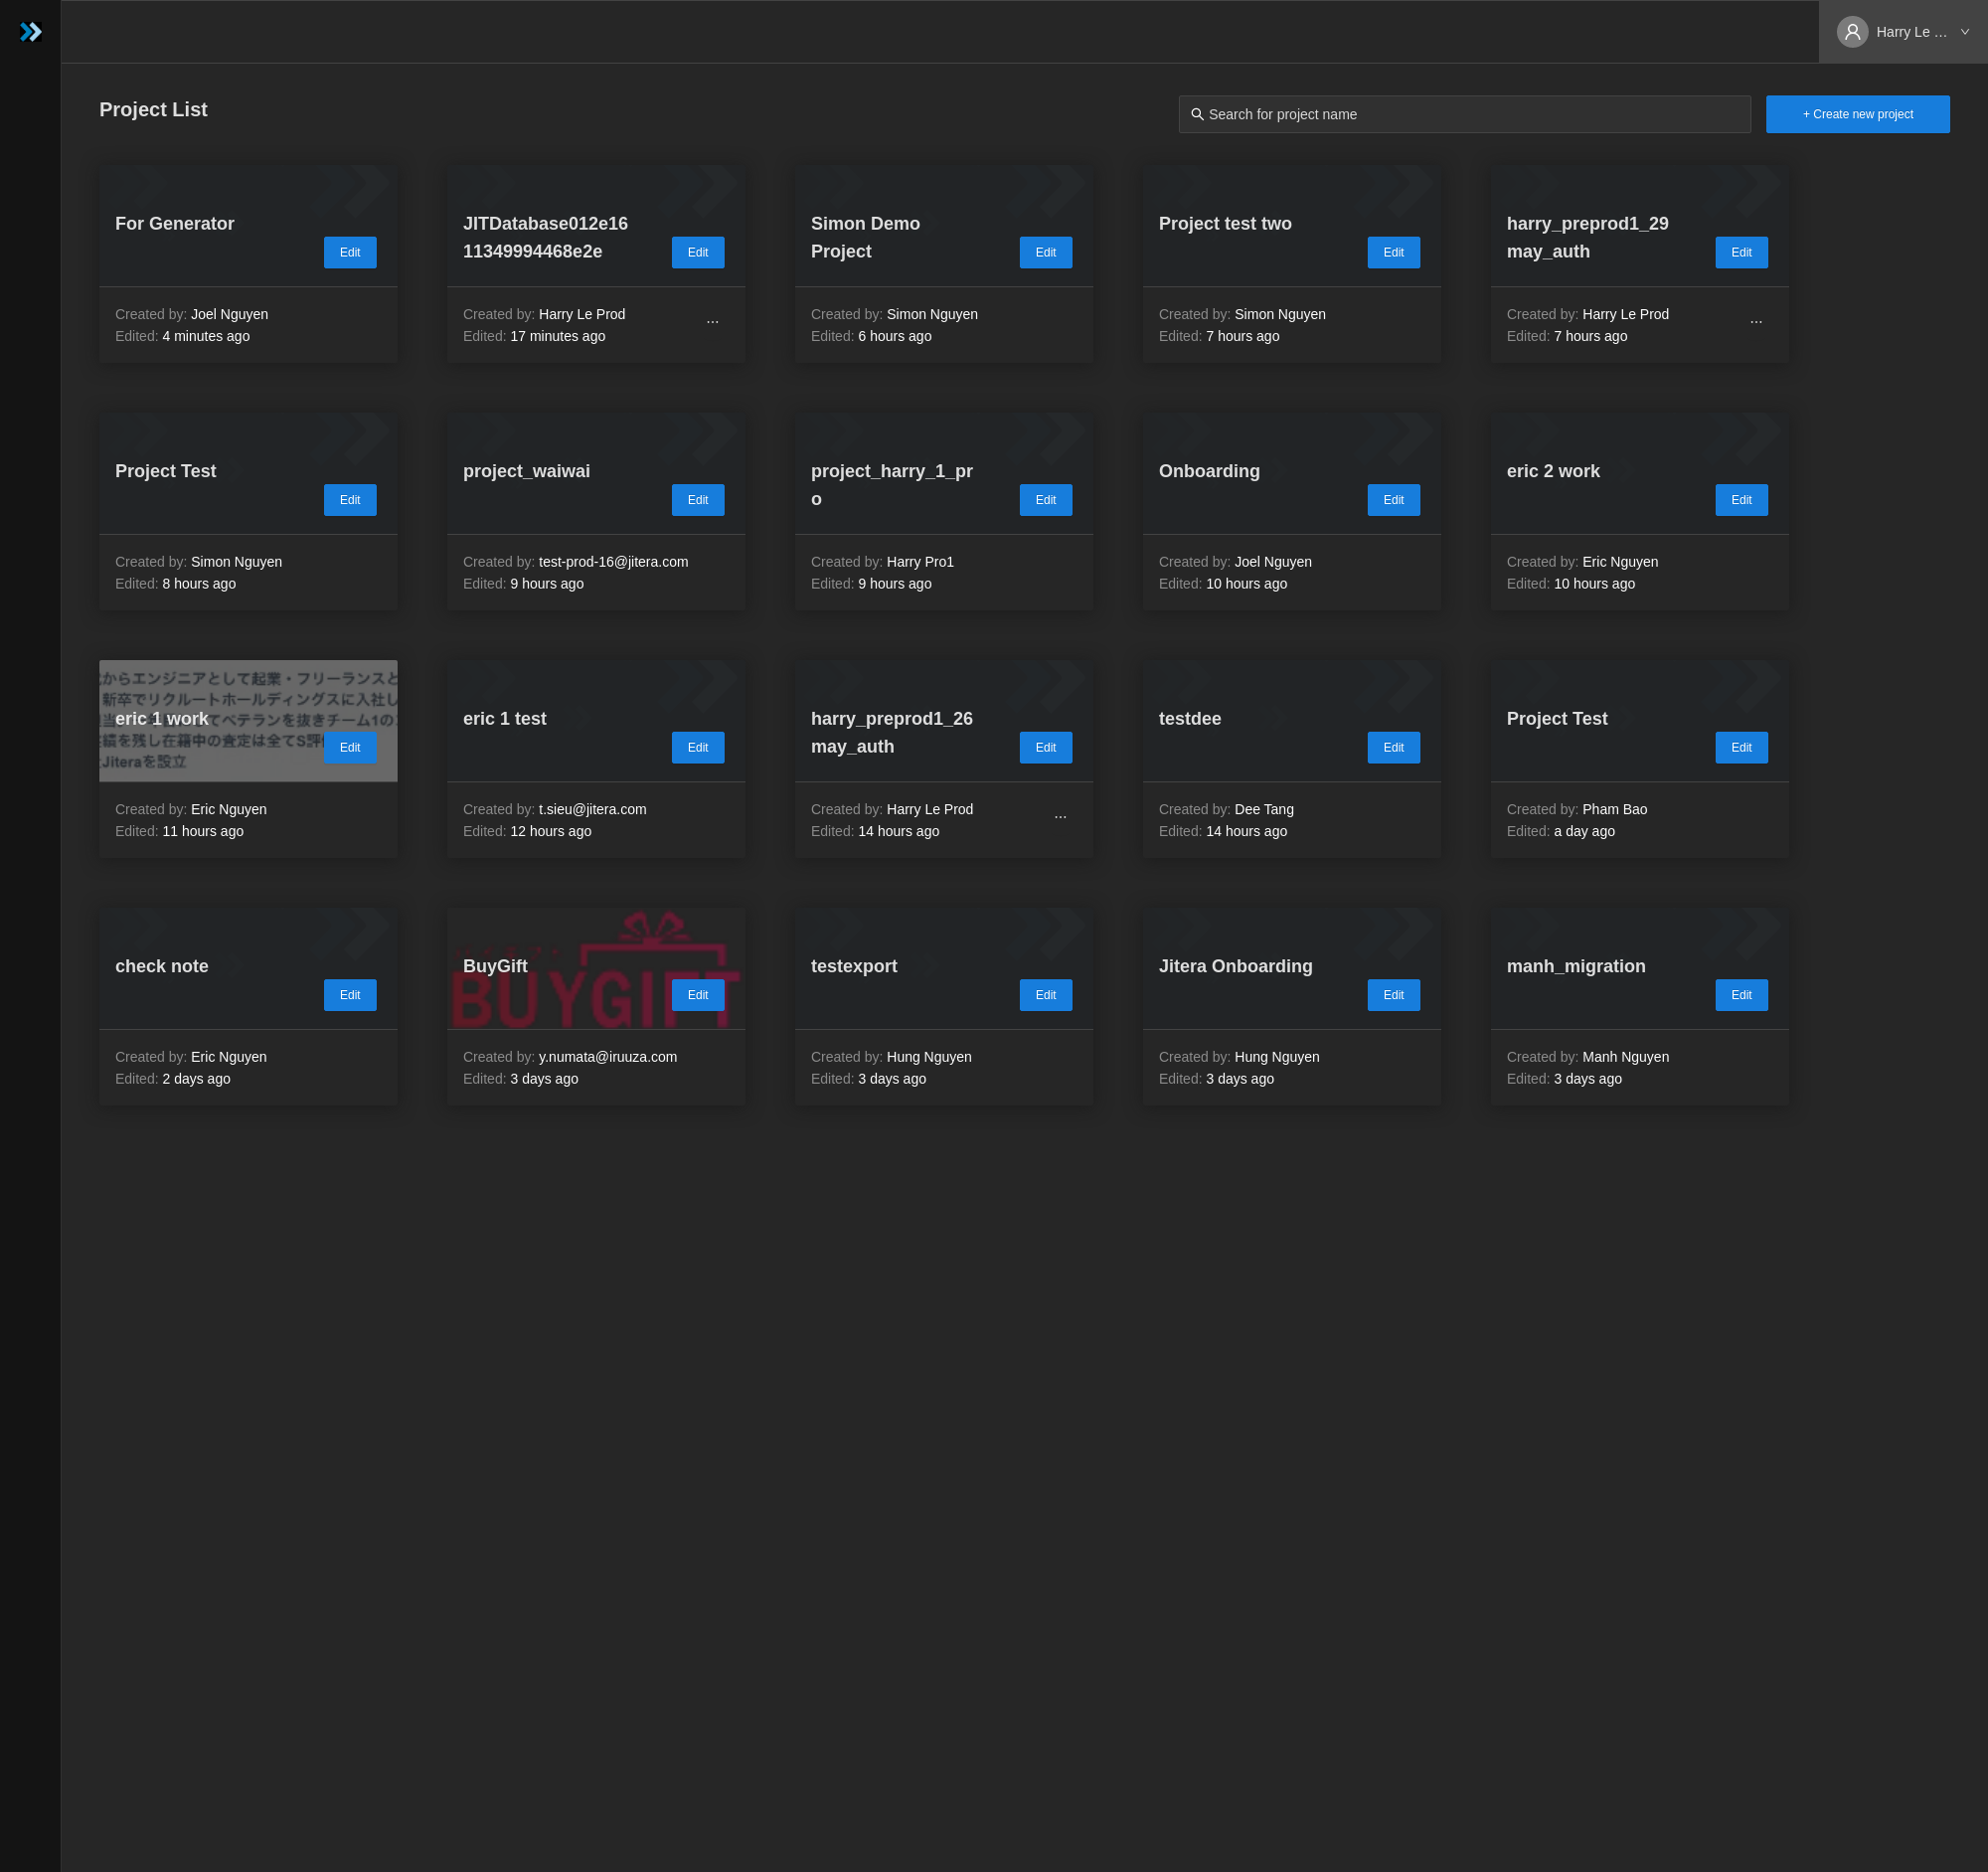 Harry Le ...
Project List
Search for project name
+ Create new project
For Generator
Edit
Created by: Joel Nguyen
Edited: 4 minutes ago
JITDatabase012e16
11349994468e2e
Edit
Created by: Harry Le Prod
Edited: 17 minutes ago
...
Simon Demo
Project
Edit
Created by: Simon Nguyen
Edited: 6 hours ago
Project test two
Edit
Created by: Simon Nguyen
Edited: 7 hours ago
harry_preprod1_29
may_auth
Edit
Created by: Harry Le Prod
Edited: 7 hours ago
...
Project Test
Edit
Created by: Simon Nguyen
Edited: 8 hours ago
project_waiwai
Edit
Created by: test-prod-16@jitera.com
Edited: 9 hours ago
project_harry_1_pr
o
Edit
Created by: Harry Pro1
Edited: 9 hours ago
Onboarding
Edit
Created by: Joel Nguyen
Edited: 10 hours ago
eric 2 work
Edit
Created by: Eric Nguyen
Edited: 10 hours ago
からエンジニアとして起業・フリーランスと
新卒でリクルートホールディングスに入社し
てベテランを抜きチーム1の
績を残し在籍中の査定は全てS評
Jiteraを設立
eric 1 work
Edit
Created by: Eric Nguyen
Edited: 11 hours ago
eric 1 test
Edit
Created by: t.sieu@jitera.com
Edited: 12 hours ago
harry_preprod1_26
may_auth
Edit
Created by: Harry Le Prod
Edited: 14 hours ago
...
testdee
Edit
Created by: Dee Tang
Edited: 14 hours ago
Project Test
Edit
Created by: Pham Bao
Edited: a day ago
check note
Edit
Created by: Eric Nguyen
Edited: 2 days ago
BuyGift
BUYGIFT
Edit
Created by: y.numata@iruuza.com
Edited: 3 days ago
testexport
Edit
Created by: Hung Nguyen
Edited: 3 days ago
Jitera Onboarding
Edit
Created by: Hung Nguyen
Edited: 3 days ago
manh_migration
Edit
Created by: Manh Nguyen
Edited: 3 days ago